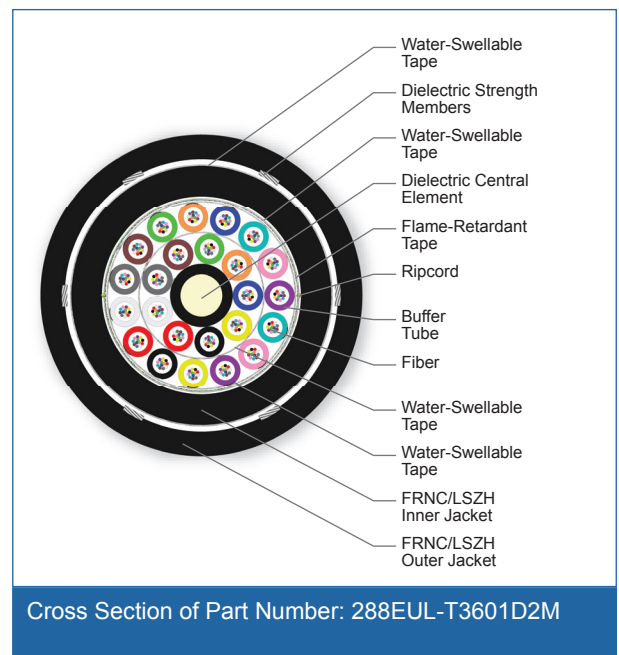 Water-Swellable
Tape
Dielectric Strength
Members
Water-Swellable
Tape
Dielectric Central
Element
Flame-Retardant
Tape
Ripcord
Buffer
Tube
Fiber
Water-Swellable
Tape
Water-Swellable
Tape
FRNC/LSZH
Inner Jacket
FRNC/LSZH
Outer Jacket
Cross Section of Part Number: 288EUL-T3601D2M